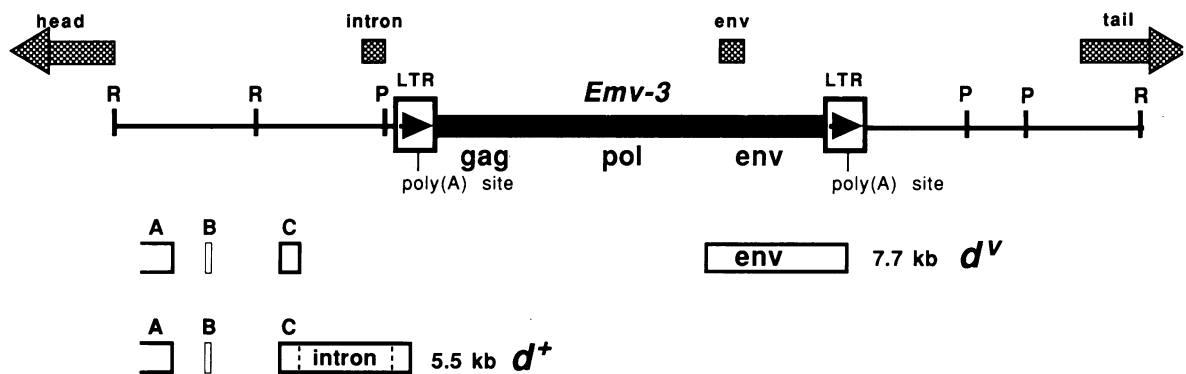 head intron env tail
R R P LTR Emv-3 LTR P P R
gag pol env
poly(A) site poly(A) site
A B C
env 7.7 kb dv
A B C
intron 5.5 kb d+